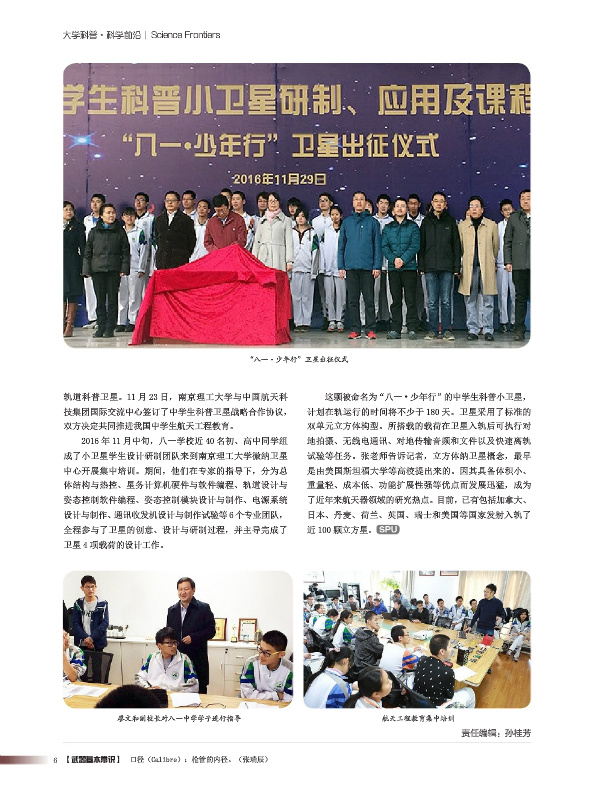 大学科普·科学前沿 | Science Frontiers
学生科普小卫星研制、应用及课程
“八一·少年行”卫星出征仪式
2016年11月29日
“八一·少年行”卫星出征仪式
轨道科普卫星。11 月 23 日，南京理工大学与中国航天科
技集团国际交流中心签订了中学生科普卫星战略合作协议，
双方决定共同推进我国中学生航天工程教育。
2016 年 11 月中旬，八一学校近 40 名初、高中同学组
成了小卫星学生设计研制团队来到南京理工大学微纳卫星
中心开展集中培训。期间，他们在专家的指导下，分为总
体结构与热控、星务计算机硬件与软件编程、轨道设计与
姿态控制软件编程、姿态控制模块设计与制作、电源系统
设计与制作、通讯收发机设计与制作试验等 6 个专业团队，
全程参与了卫星的创意、设计与研制过程，并主导完成了
卫星 4 项载荷的设计工作。
这颗被命名为“八一·少年行”的中学生科普小卫星，
计划在轨运行的时间将不少于 180 天。卫星采用了标准的
双单元立方体构型。所搭载的载荷在卫星入轨后可执行对
地拍摄、无线电通讯、对地传输音频和文件以及快速离轨
试验等任务。张老师告诉记者，立方体纳卫星概念，最早
是由美国斯坦福大学等高校提出来的。因其具备体积小、
重量轻、成本低、功能扩展性强等优点而发展迅猛，成为
了近年来航天器领域的研究热点。目前，已有包括加拿大、
日本、丹麦、荷兰、英国、瑞士和美国等国家发射入轨了
近 100 颗立方星。 SPU
廖文和副校长对八一中学学子进行指导
航天工程教育集中培训
责任编辑：孙桂芳
6 【武器基本常识】 口径（Calibre）：枪管的内径。（张瑞辰）